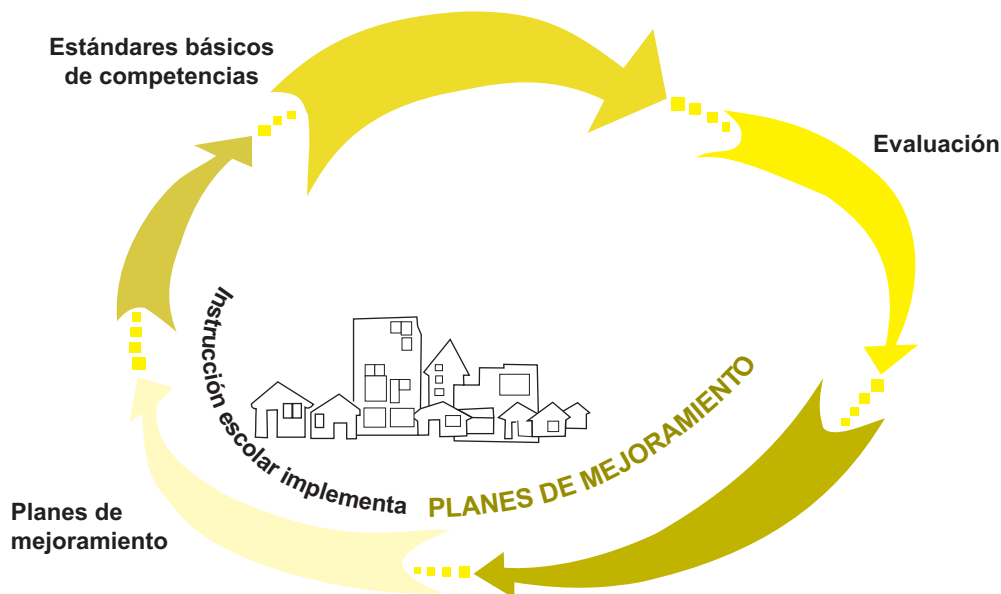 Estándares básicos
de competencias
Evaluación
Instrucción escolar implementa PLANES DE MEJORAMIENTO
Planes de
mejoramiento